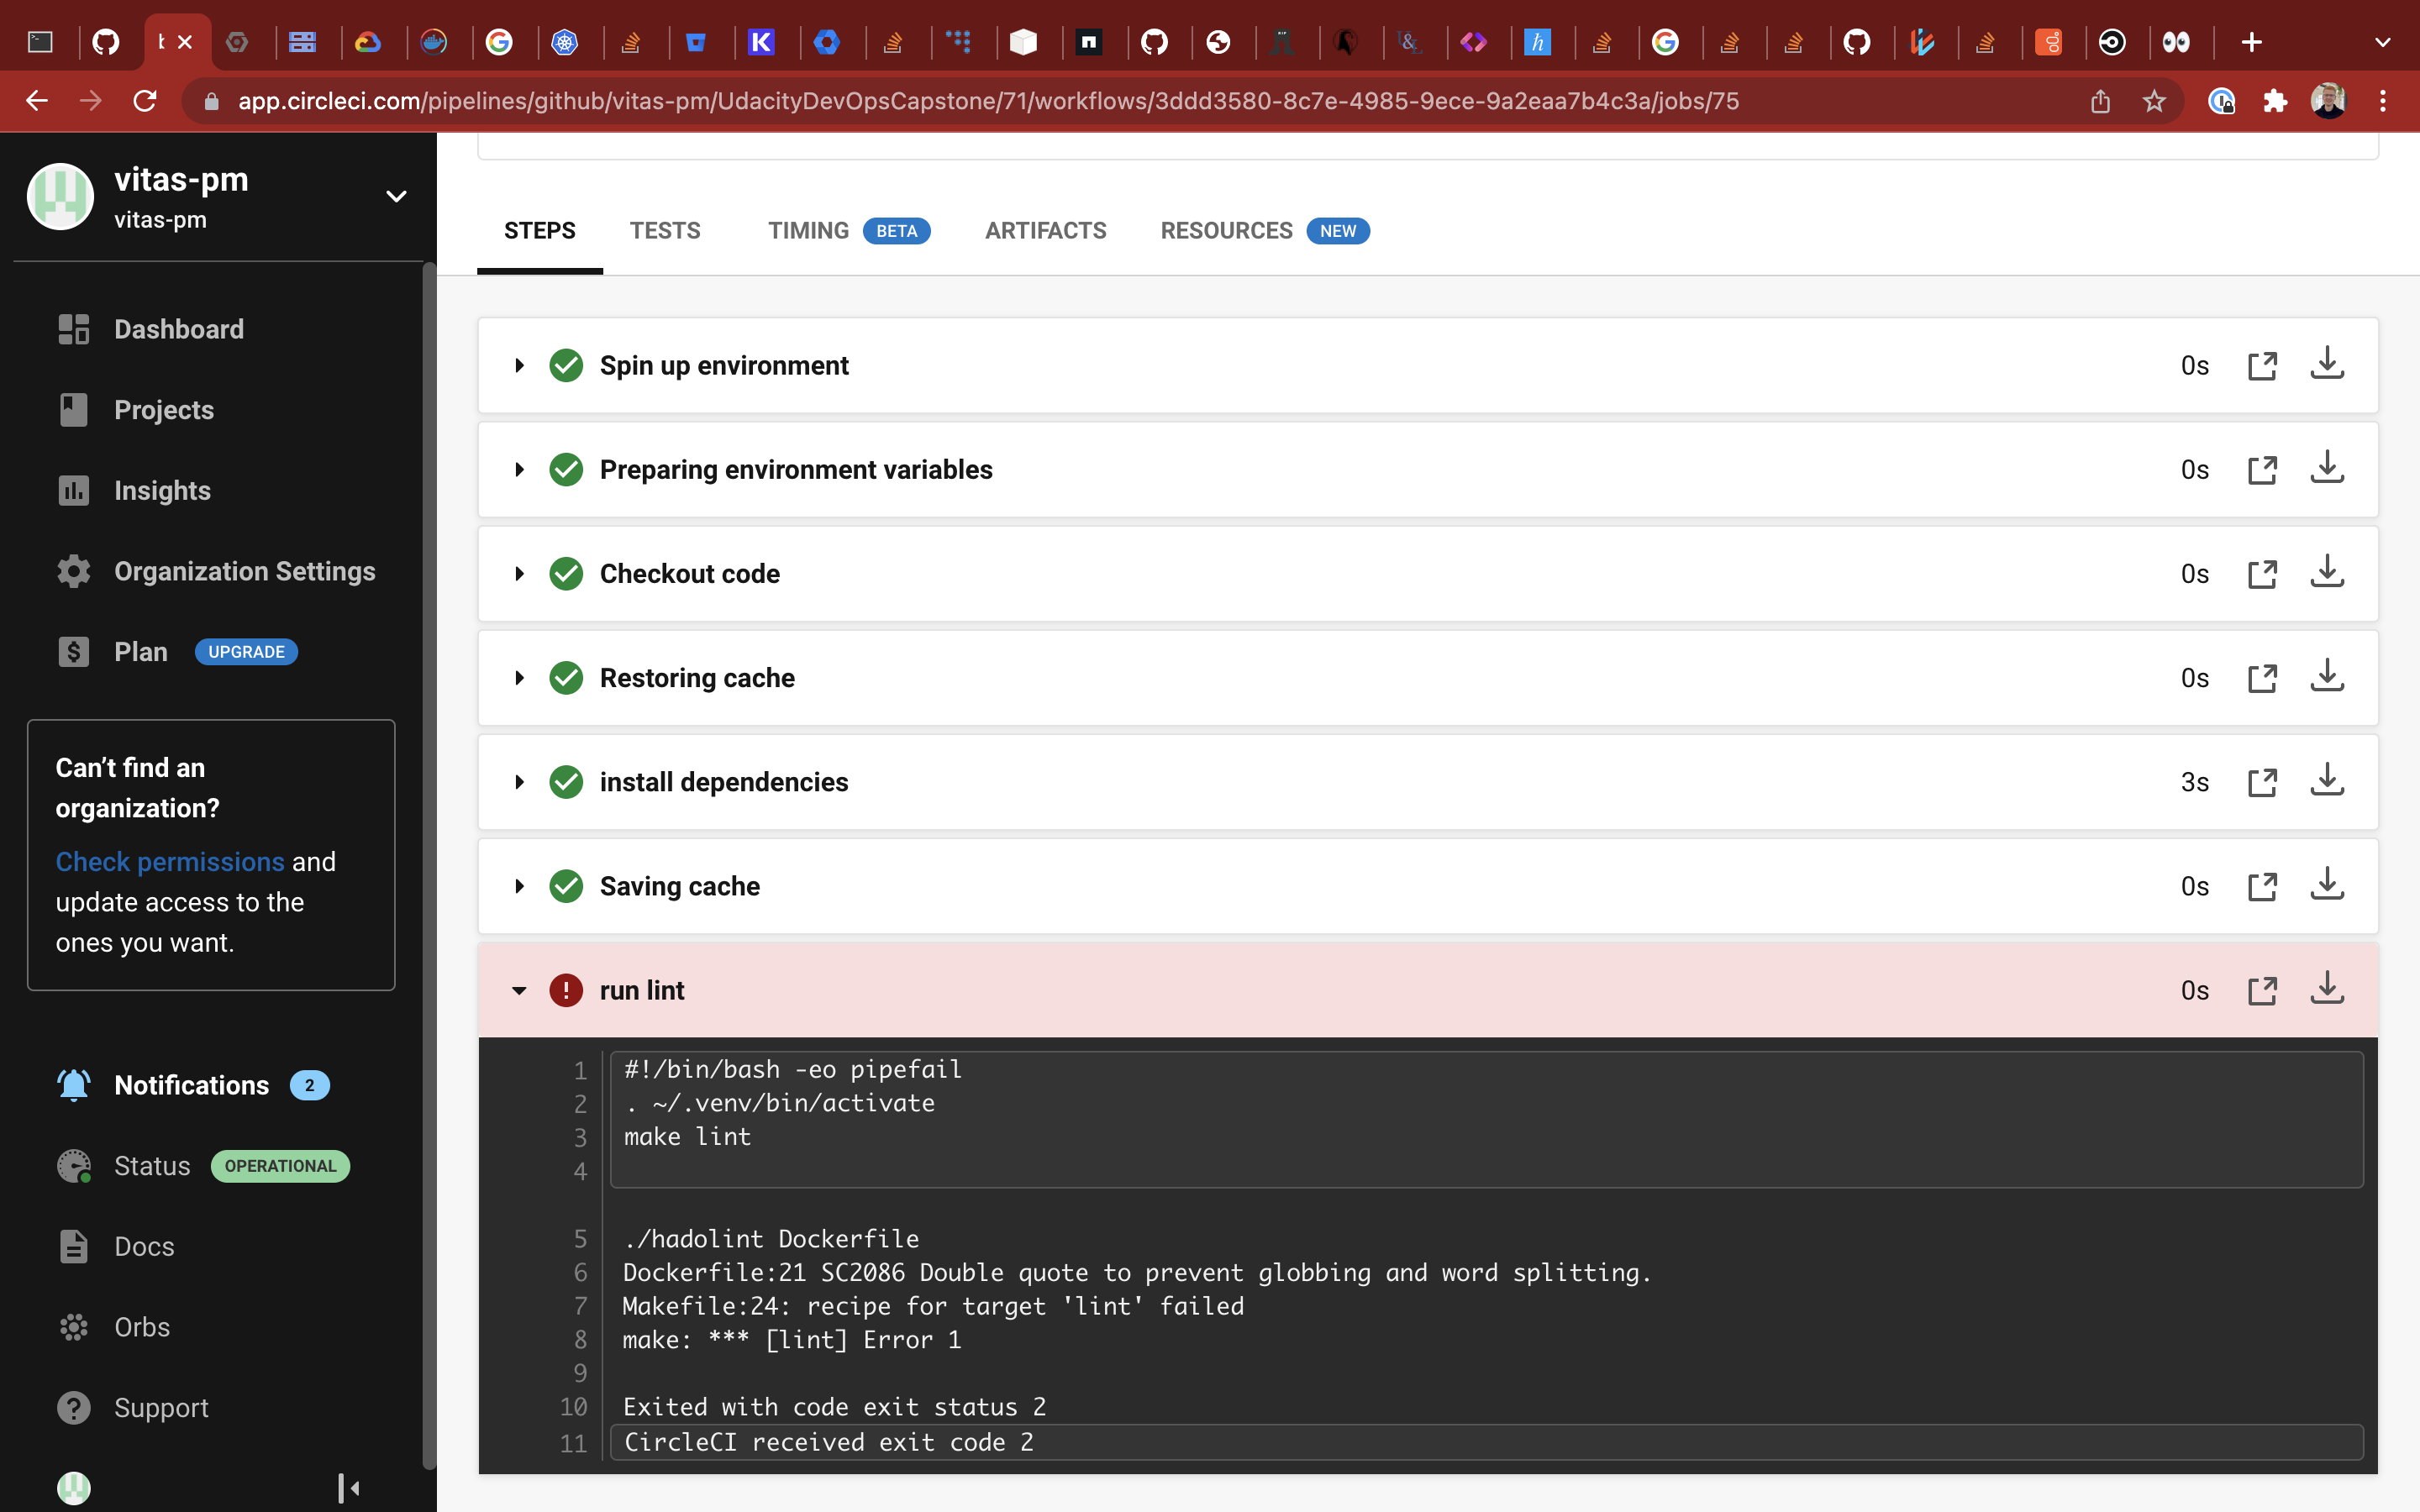 app.circleci.com/pipelines/github/vitas-pm/UdacityDevOpsCapstone/71/workflows/3ddd3580-8c7e-4985-9ece-9a2eaa7b4c3a/jobs/75
vitas-pm
vitas-pm
Dashboard
Projects
Insights
Organization Settings
Plan UPGRADE
Can’t find an
organization?
Check permissions and
update access to the
ones you want.
Notifications 2
Status OPERATIONAL
Docs
Orbs
Support
STEPS TESTS TIMING BETA ARTIFACTS RESOURCES NEW
Spin up environment 0s
Preparing environment variables 0s
Checkout code 0s
Restoring cache 0s
install dependencies 3s
Saving cache 0s
run lint 0s
1 #!/bin/bash -eo pipefail
2 . ~/.venv/bin/activate
3 make lint
4
5 ./hadolint Dockerfile
6 Dockerfile:21 SC2086 Double quote to prevent globbing and word splitting.
7 Makefile:24: recipe for target 'lint' failed
8 make: *** [lint] Error 1
9
10 Exited with code exit status 2
11 CircleCI received exit code 2